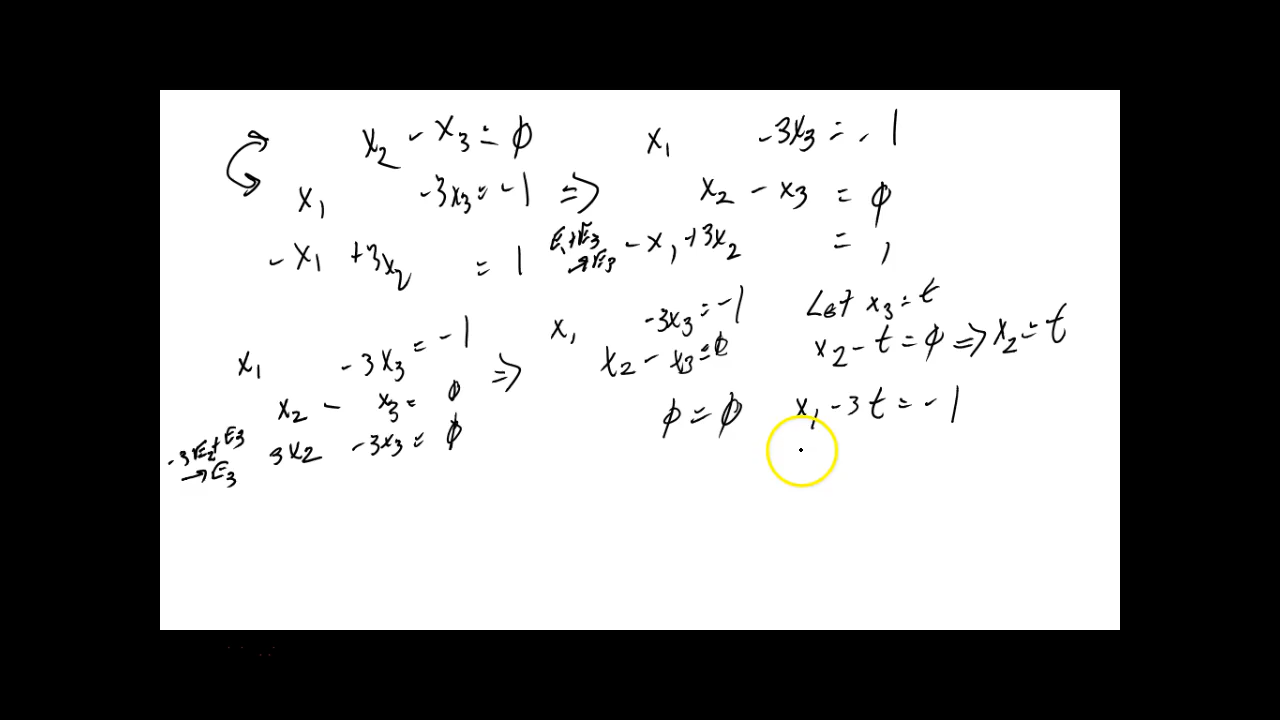 x₂ - x₃ = ϕ
x₁ -3x₃ = -1 ⇒
-x₁ +3x₂ = 1
x₁ -3x₃ = -1
x₂ - x₃ = ϕ
E₁+E₃ → E₃ -x₁ +3x₂ = 1
x₁ -3x₃ = -1 ⇒
x₂ - x₃ = ϕ
-3E₂+E₃ → E₃ 3x₂ -3x₃ = ϕ
x₁ -3x₃ = -1
x₂ - x₃ = ϕ
ϕ = ϕ
Let x₃ = t
x₂ - t = ϕ ⇒ x₂ = t
x₁ - 3t = -1